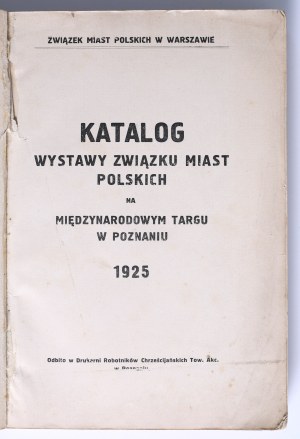 ZWIĄZEK MIAST POLSKICH W WARSZAWIE
KATALOG
WYSTAWY ZWIĄZKU MIAST
POLSKICH
NA
MIĘDZYNARODOWYM TARGU
W POZNANIU
1925
Odbito w Drukarni Robotników Chrześcijańskich Tow. Akc.
w Poznaniu